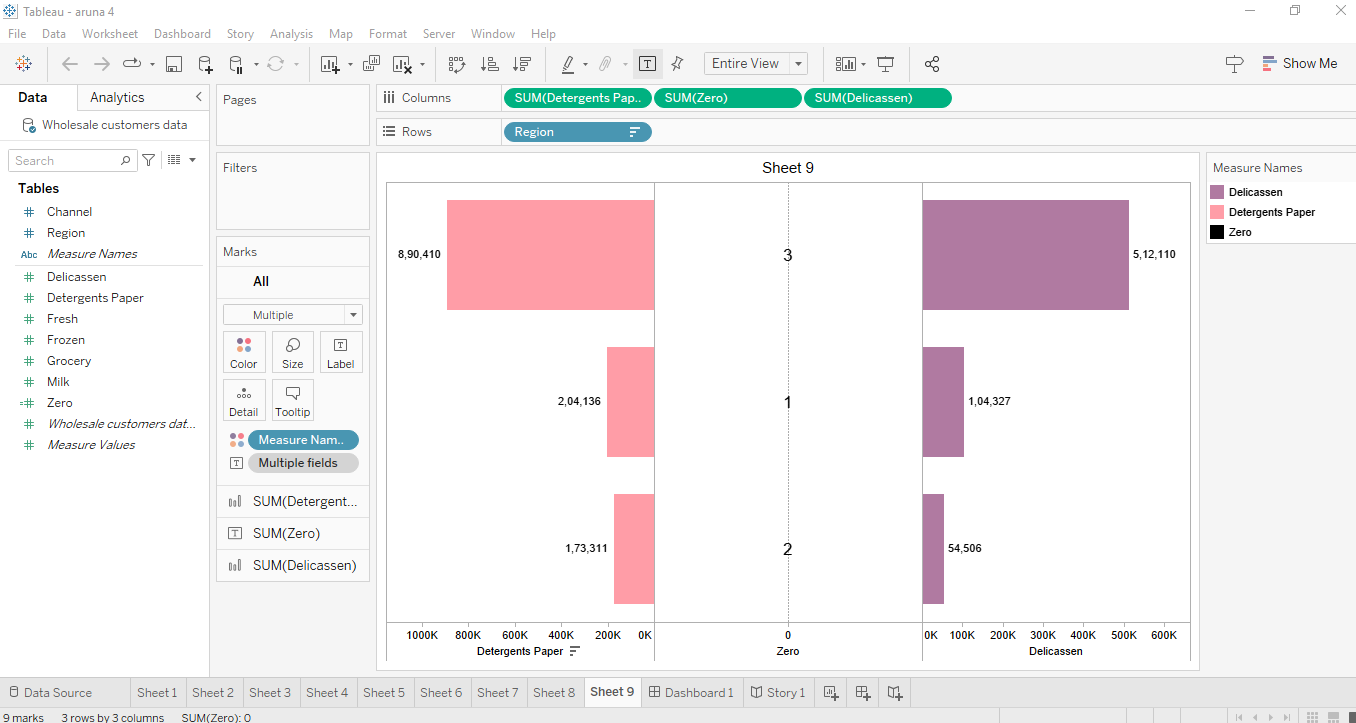 Tableau - aruna 4
File Data Worksheet Dashboard Story Analysis Map Format Server Window Help
Entire View
Show Me
Data Analytics
Wholesale customers data
Search
Tables
Channel
Region
Abc Measure Names
Delicassen
Detergents Paper
Fresh
Frozen
Grocery
Milk
Zero
Wholesale customers dat...
Measure Values
Pages
Filters
Marks
All
Multiple
Color Size Label
Detail Tooltip
Measure Nam..
Multiple fields
SUM(Detergent...
SUM(Zero)
SUM(Delicassen)
Columns SUM(Detergents Pap.. SUM(Zero) SUM(Delicassen)
Rows Region
Sheet 9
8,90,410 3 5,12,110
2,04,136 1 1,04,327
1,73,311 2 54,506
1000K 800K 600K 400K 200K 0K 0 0K 100K 200K 300K 400K 500K 600K
Detergents Paper Zero Delicassen
Measure Names
Delicassen
Detergents Paper
Zero
Data Source Sheet 1 Sheet 2 Sheet 3 Sheet 4 Sheet 5 Sheet 6 Sheet 7 Sheet 8 Sheet 9 Dashboard 1 Story 1
9 marks 3 rows by 3 columns SUM(Zero): 0